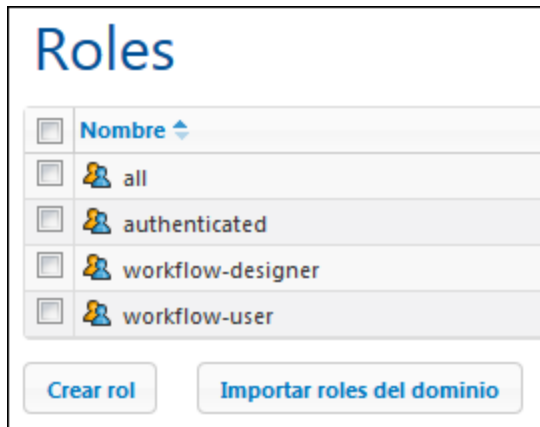 Roles
Nombre
all
authenticated
workflow-designer
workflow-user
Crear rol Importar roles del dominio